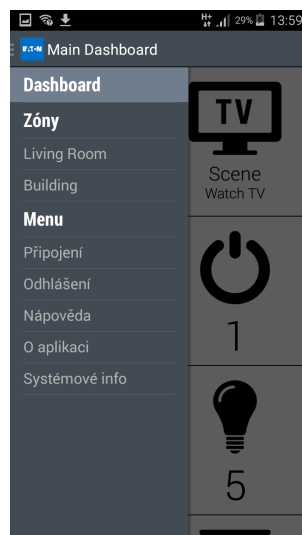 H+ 29% 13:59
E·T·N Main Dashboard
Dashboard
Zóny
Living Room
Building
Menu
Připojení
Odhlášení
Nápověda
O aplikaci
Systémové info
TV
Scene
Watch TV
1
5